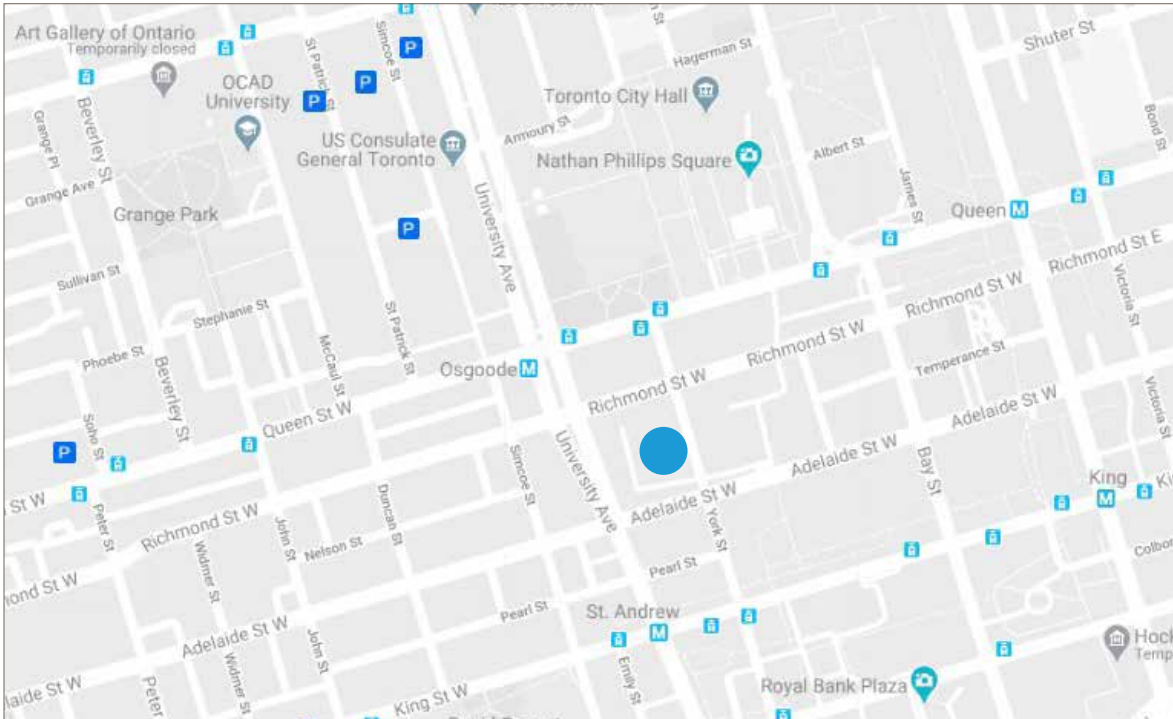 Art Gallery of Ontario
Temporarily closed
St Patrick St
Simcoe St
P
Shuter St
Hagerman St
OCAD
University
P
P
Toronto City Hall
Beverley St
Grange Pl
Bond St
US Consulate
General Toronto
Armoury St
Nathan Phillips Square
Albert St
Grange Ave
James St
Grange Park
University Ave
Queen M
P
Richmond St E
Sullivan St
Victoria St
Stephanie St
St Patrick St
Richmond St W
Richmond St W
Phoebe St
McCaul St
Temperance St
Osgoode M
Beverley St
Richmond St W
Queen St W
Adelaide St W
Victoria St
Soho St
P
University Ave
Adelaide St W
Simcoe St
Bay St
King
M
St W
Peter St
Richmond St W
Duncan St
Adelaide St W
York St
John St
Nelson St
Widmer St
Pearl St
Pearl St
St. Andrew
M
Adelaide St W
John St
Emily St
Widmer St
Royal Bank Plaza
Peter
King St W